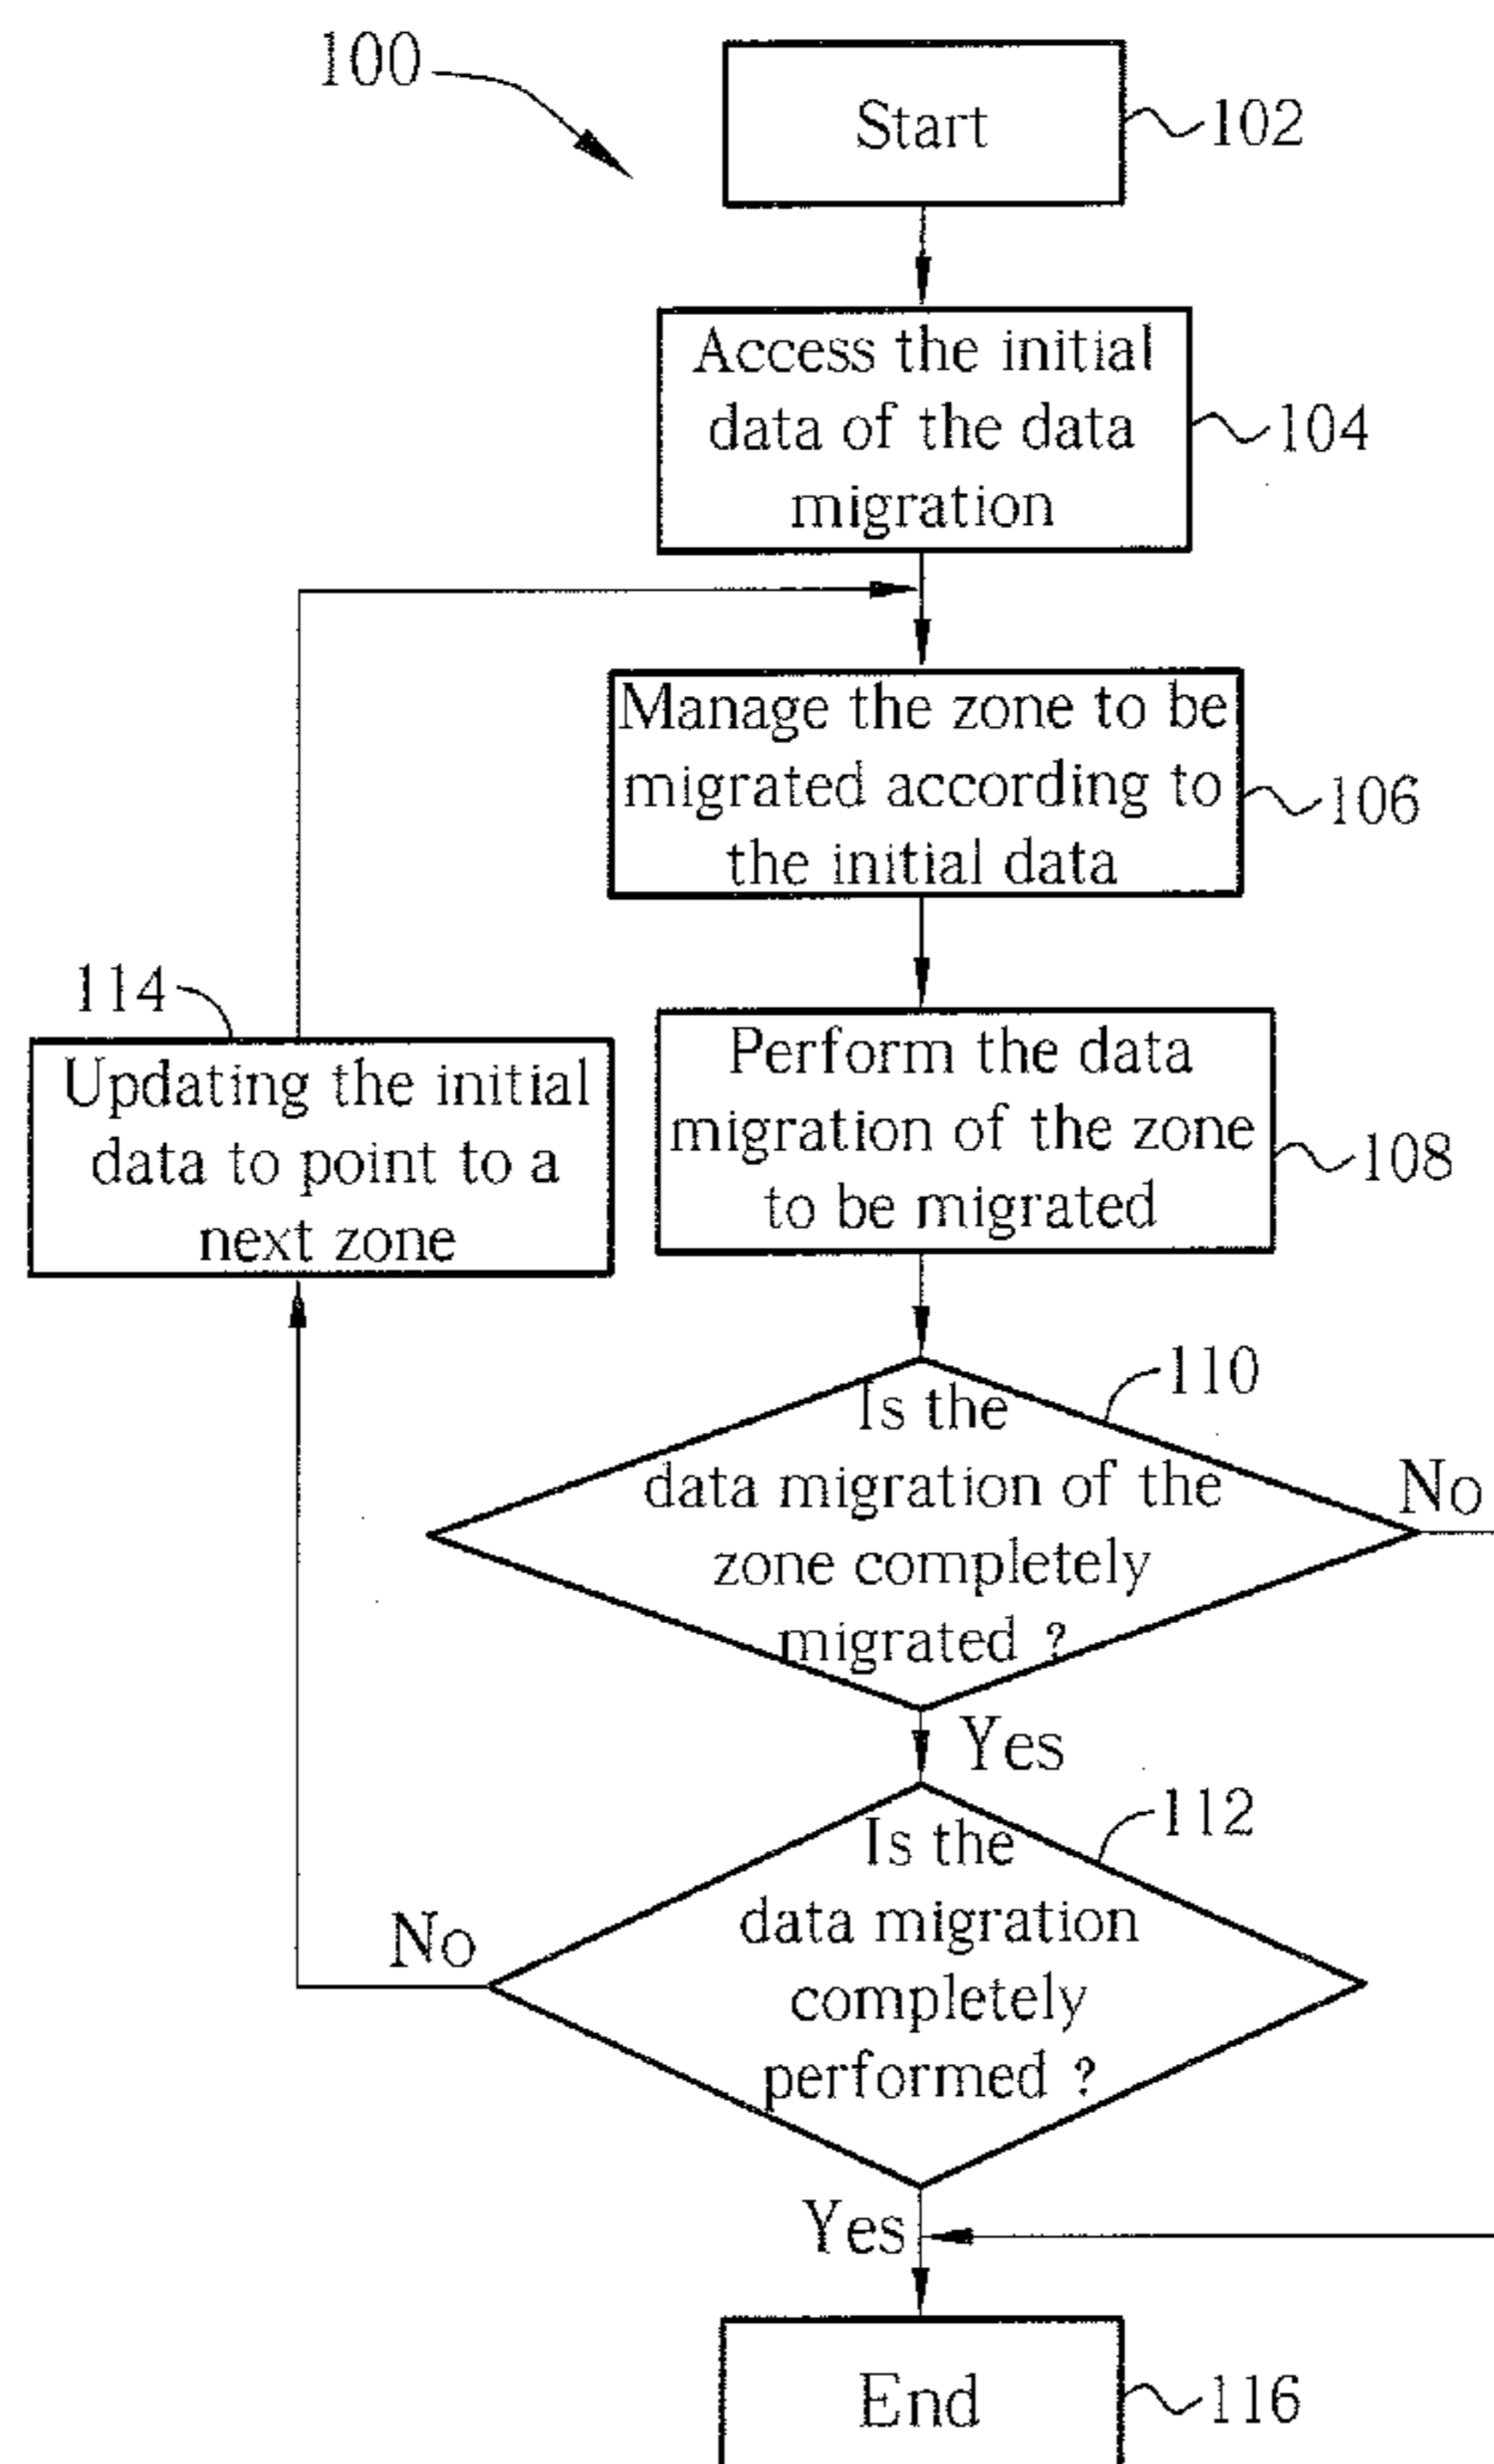 100
Start
102
Access the initial
data of the data
migration
104
Manage the zone to be
migrated according to
the initial data
106
114
Updating the initial
data to point to a
next zone
Perform the data
migration of the zone
to be migrated
108
Is the
data migration of the
zone completely
migrated ?
110
No
Yes
Is the
data migration
completely
performed ?
112
No
Yes
End
116